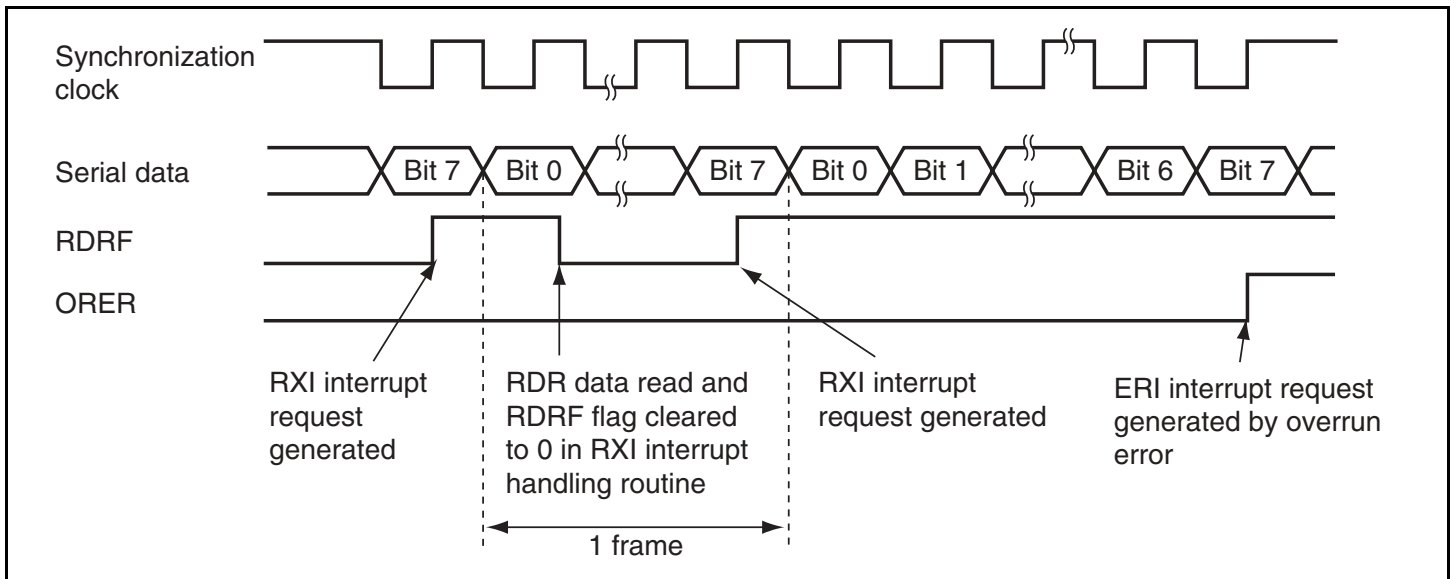 Synchronization
clock
Serial data
Bit 7
Bit 0
Bit 7
Bit 0
Bit 1
Bit 6
Bit 7
RDRF
ORER
RXI interrupt
request
generated
RDR data read and
RDRF flag cleared
to 0 in RXI interrupt
handling routine
RXI interrupt
request generated
ERI interrupt request
generated by overrun
error
1 frame